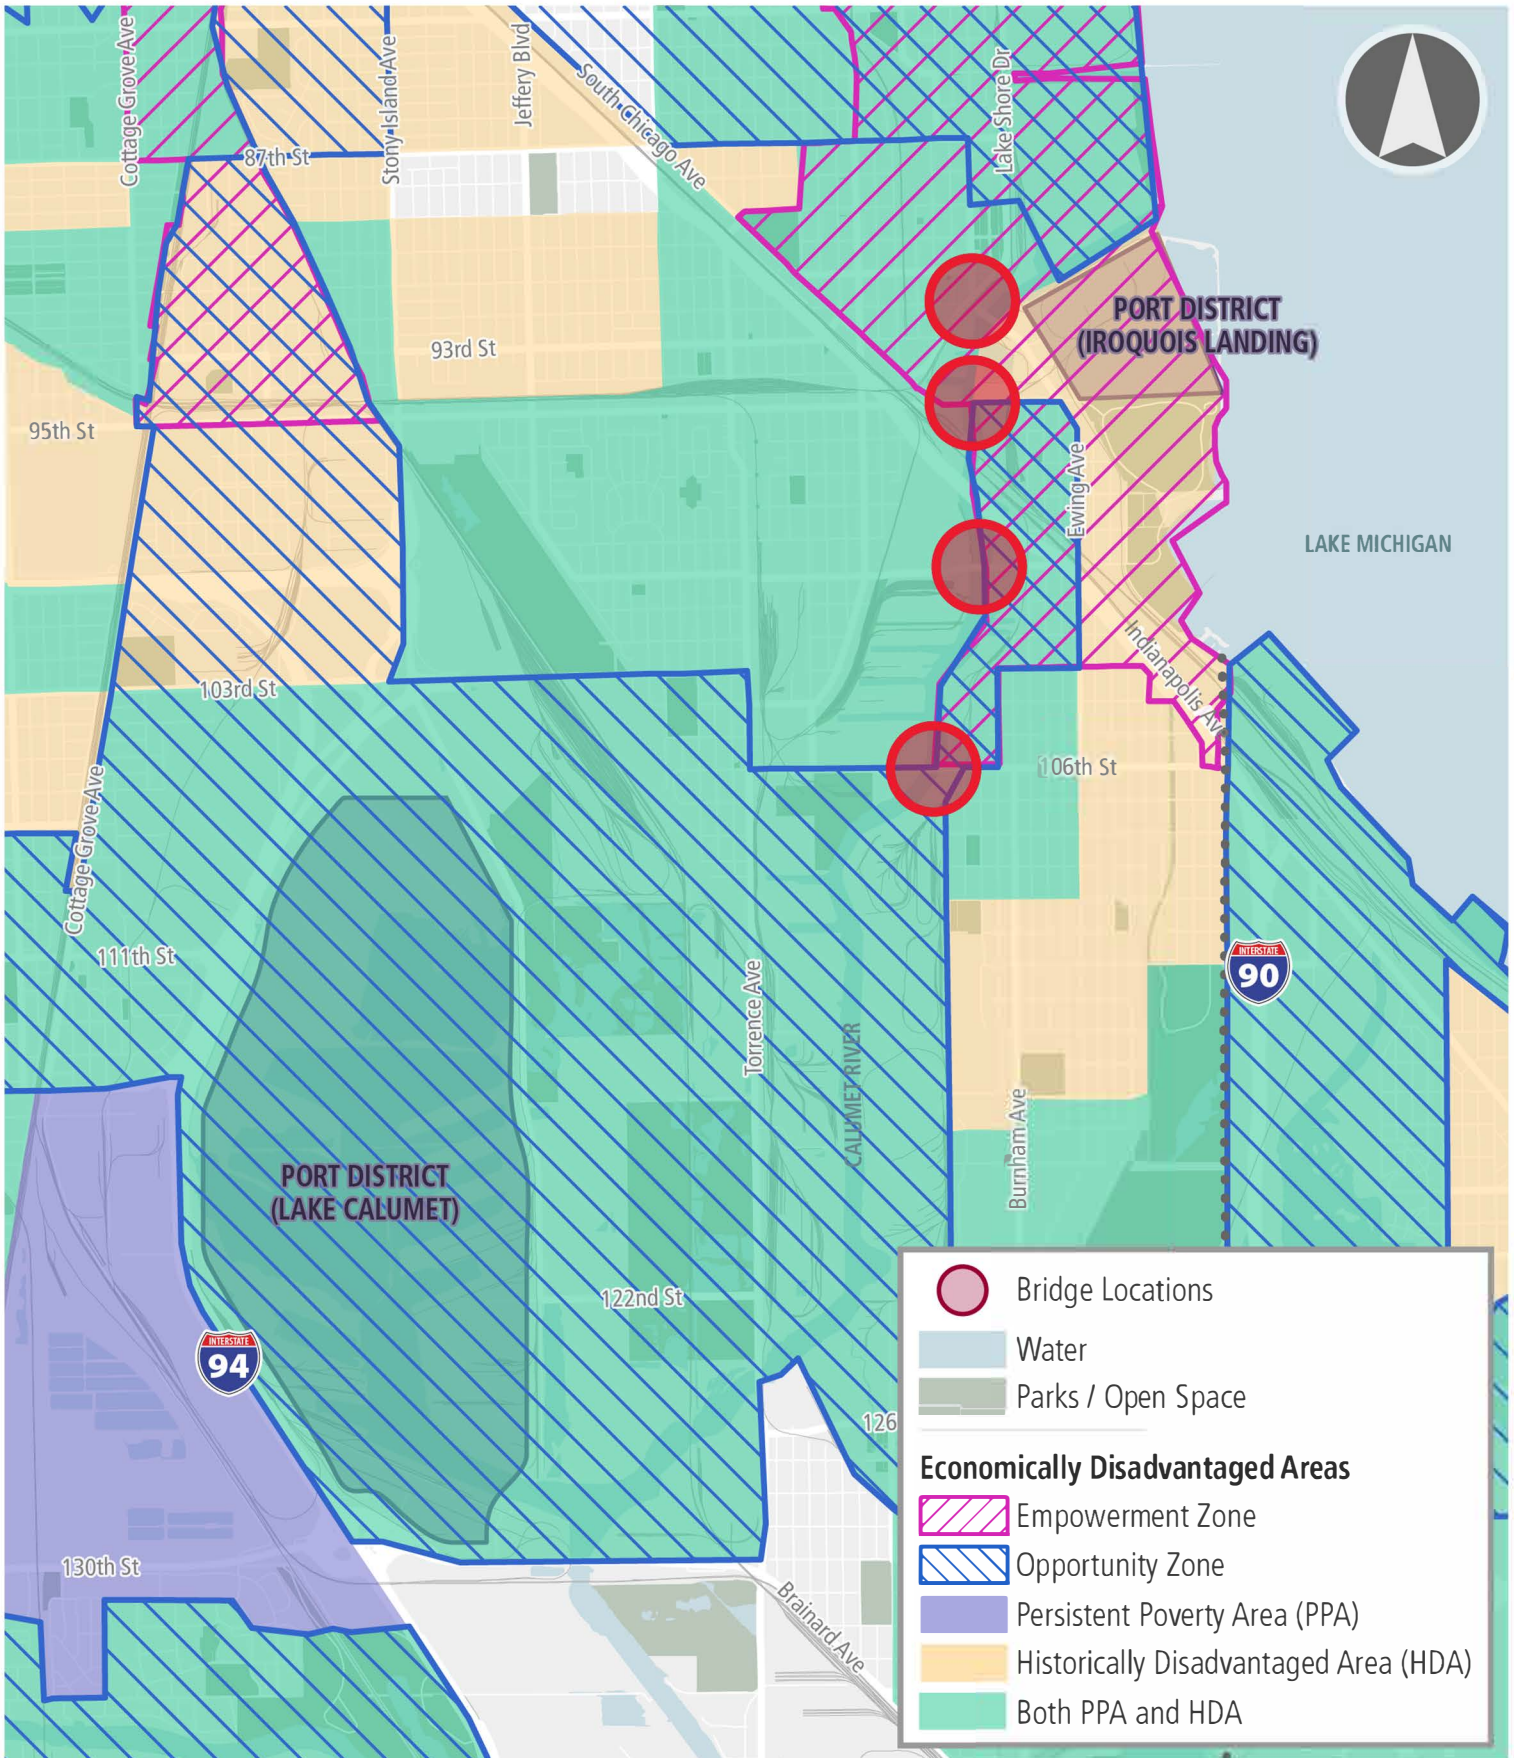 Cottage Grove Ave
Stony Island Ave
Jeffery Blvd
South Chicago Ave
Lake Shore Dr
87th St
PORT DISTRICT
(IROQUOIS LANDING)
93rd St
95th St
Ewing Ave
LAKE MICHIGAN
Indianapolis Av
103rd St
106th St
Cottage Grove Ave
111th St
INTERSTATE
90
Torrence Ave
CALUMET RIVER
Burnham Ave
PORT DISTRICT
(LAKE CALUMET)
122nd St
INTERSTATE
94
126
130th St
Brainard Ave
Bridge Locations
Water
Parks / Open Space
Economically Disadvantaged Areas
Empowerment Zone
Opportunity Zone
Persistent Poverty Area (PPA)
Historically Disadvantaged Area (HDA)
Both PPA and HDA